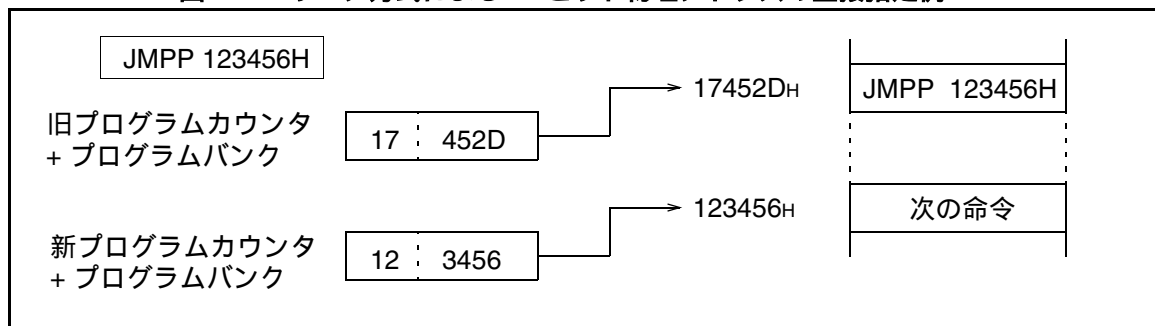 JMPP 123456H
17452DH
JMPP 123456H
旧プログラムカウンタ
+ プログラムバンク
17 452D
123456H
次の命令
新プログラムカウンタ
+ プログラムバンク
12 3456